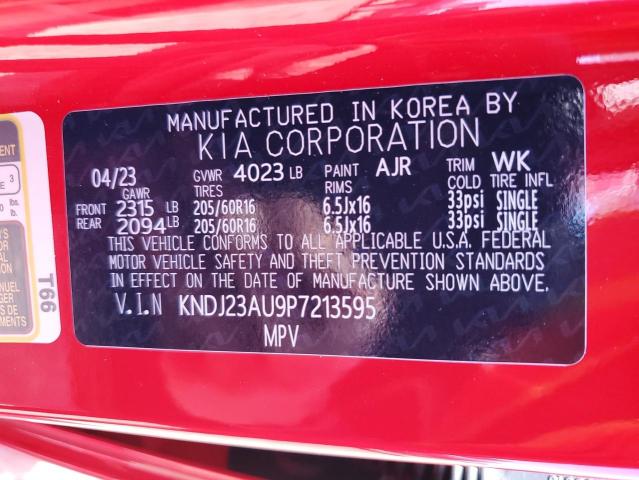 MANUFACTURED IN KOREA BY
KIA CORPORATION
04/23 GVWR 4023 LB PAINT AJR TRIM WK
GAWR TIRES RIMS COLD TIRE INFL
FRONT 2315 LB 205/60R16 6.5Jx16 33psi SINGLE
REAR 2094 LB 205/60R16 6.5Jx16 33psi SINGLE
THIS VEHICLE CONFORMS TO ALL APPLICABLE U.S.A. FEDERAL
MOTOR VEHICLE SAFETY AND THEFT PREVENTION STANDARDS
IN EFFECT ON THE DATE OF MANUFACTURE SHOWN ABOVE.
V.I.N KNDJ23AU9P7213595
MPV
T66
3
lb.
lb.